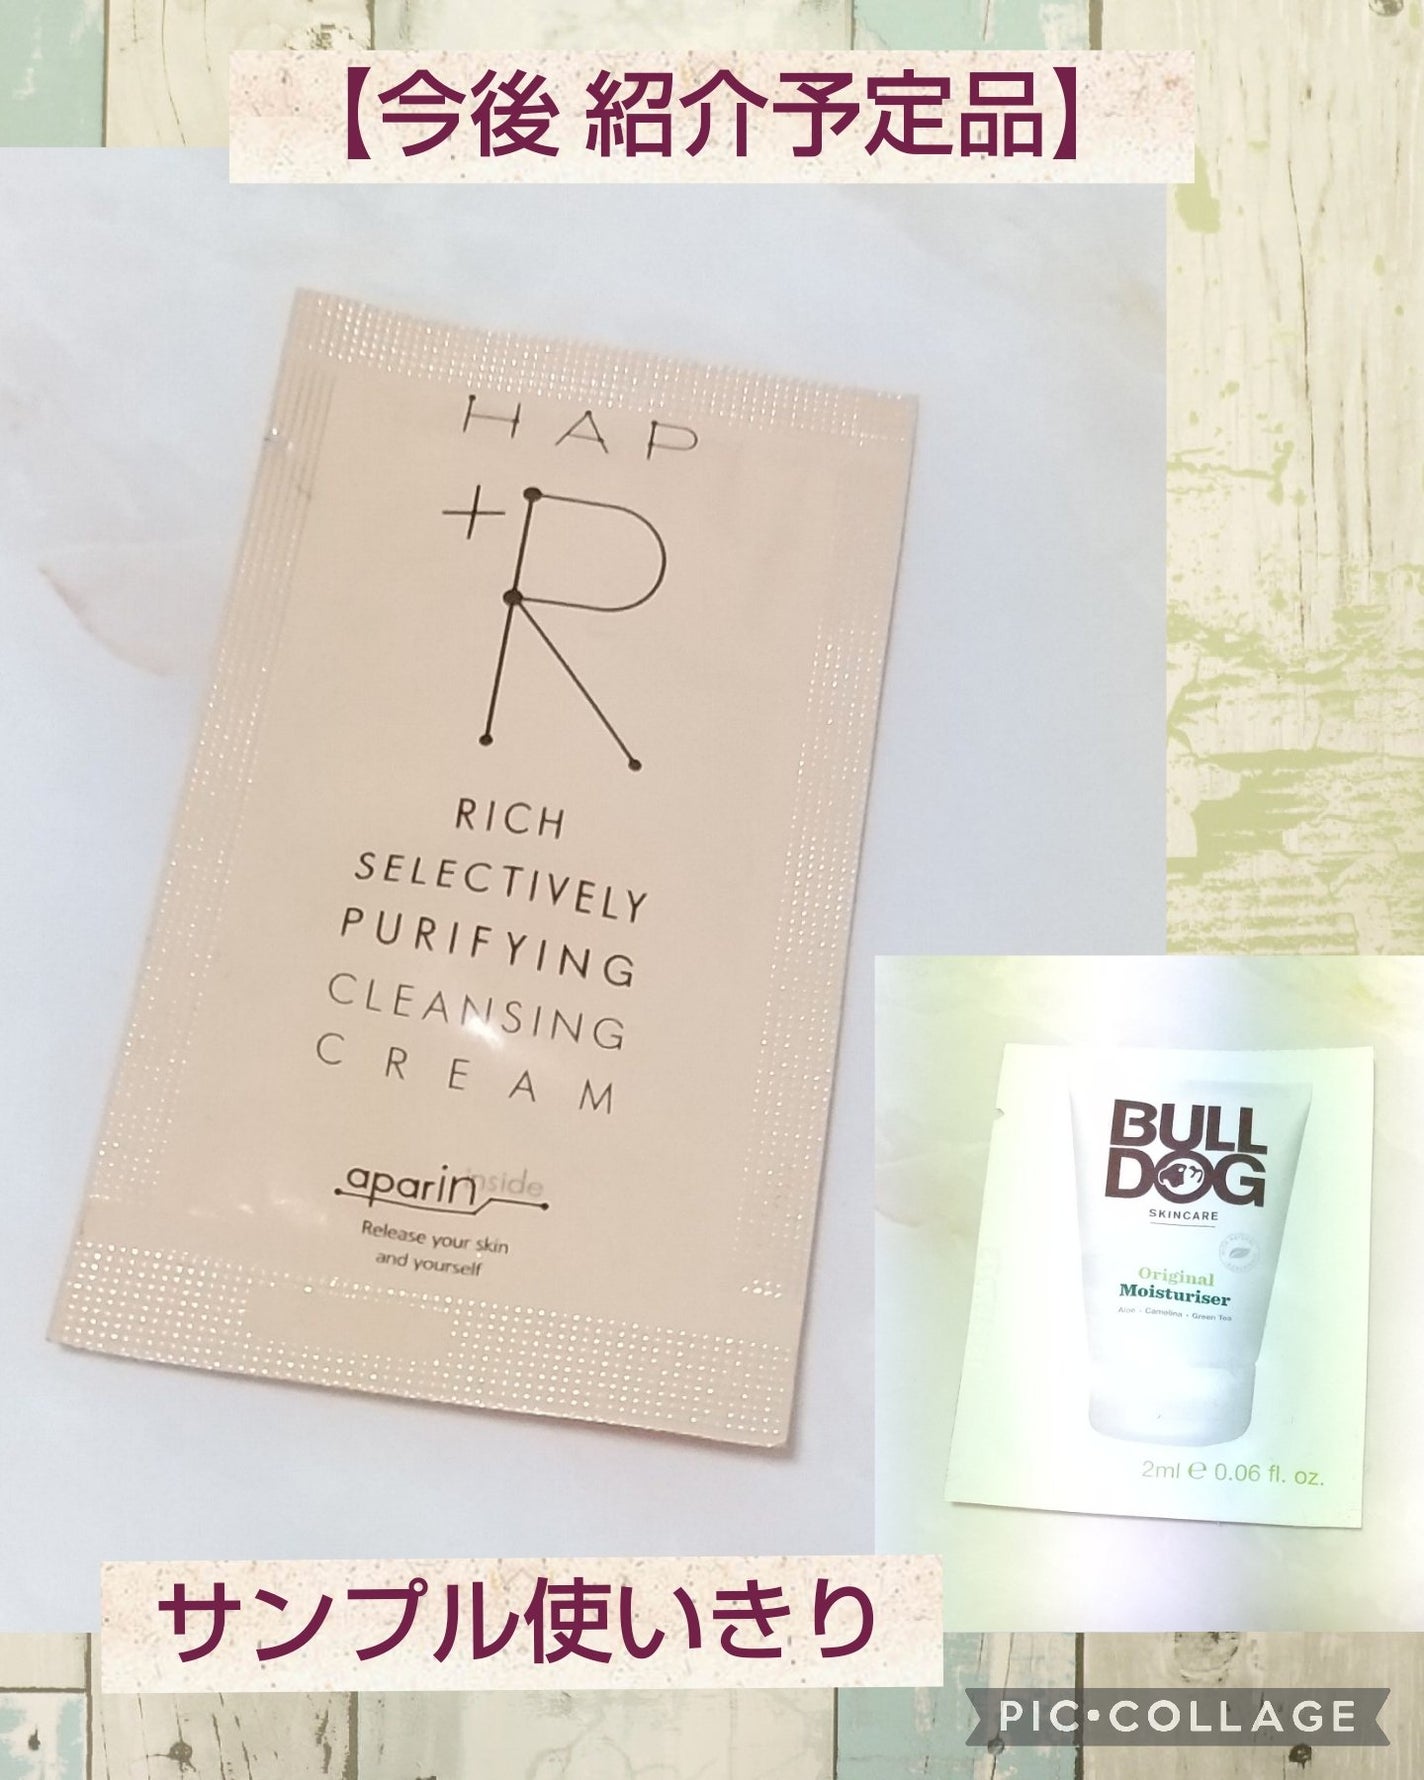 【今後 紹介予定品】
HAP
+R
RICH
SELECTIVELY
PURIFYING
CLEANSING
CREAM
aparin inside
Release your skin
and yourself
BULL
DOG
SKINCARE
Original
Moisturiser
Aloe · Camelina · Green Tea
2ml ℮ 0.06 fl. oz.
サンプル使いきり
PIC•COLLAGE